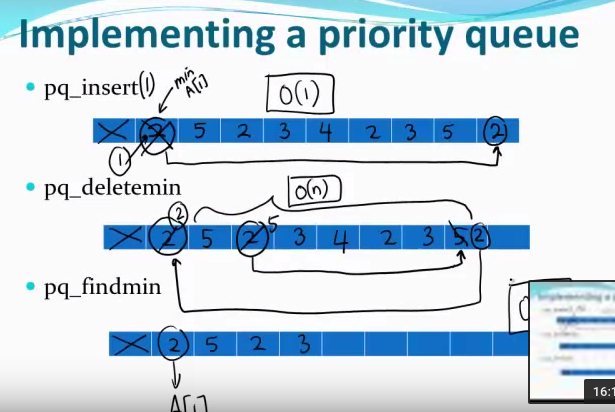 Implementing a priority queue
min
A[1]
pq_insert(1)
O(1)
2 5 2 3 4 2 3 5 2
1
pq_deletemin
O(n)
2
5
2 5 2 3 4 2 3 5 2
pq_findmin
2 5 2 3
A[1]
16:1